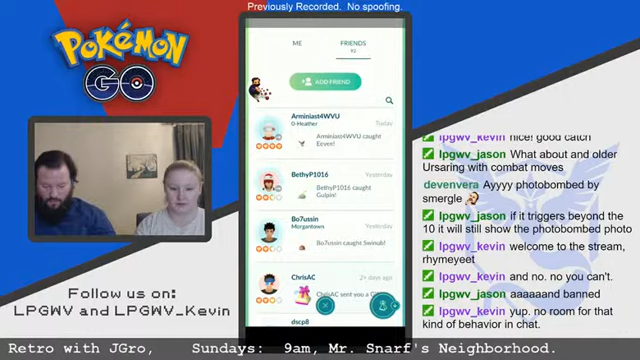 Previously Recorded. No spoofing.
POKÉMON
GO
ME
FRIENDS
ADD FRIEND
Arminiast4WVU
G-Heather
Today
Arminiast4WVU caught
Eevee!
BethyP1016
Yesterday
BethyP1016 caught
Gulpin!
Bo7ussin
Morgantown
Yesterday
Bo7ussin caught Swinub!
ChrisAC
2+ days ago
ChrisAC sent you a
dscp8
lpgwv_kevin nice! good catch
lpgwv_jason What about and older
Ursaring with combat moves
devenvera Ayyyy photobombed by
smergle
lpgwv_jason if it triggers beyond the
10 it will still show the photobombed photo
lpgwv_kevin welcome to the stream,
rhymeyeet
lpgwv_kevin and no. no you can't.
lpgwv_jason aaaaaand banned
lpgwv_kevin yup. no room for that
kind of behavior in chat.
Follow us on:
LPGWV and LPGWV_Kevin
Retro with JGro, Sundays: 9am, Mr. Snarf's Neighborhood.